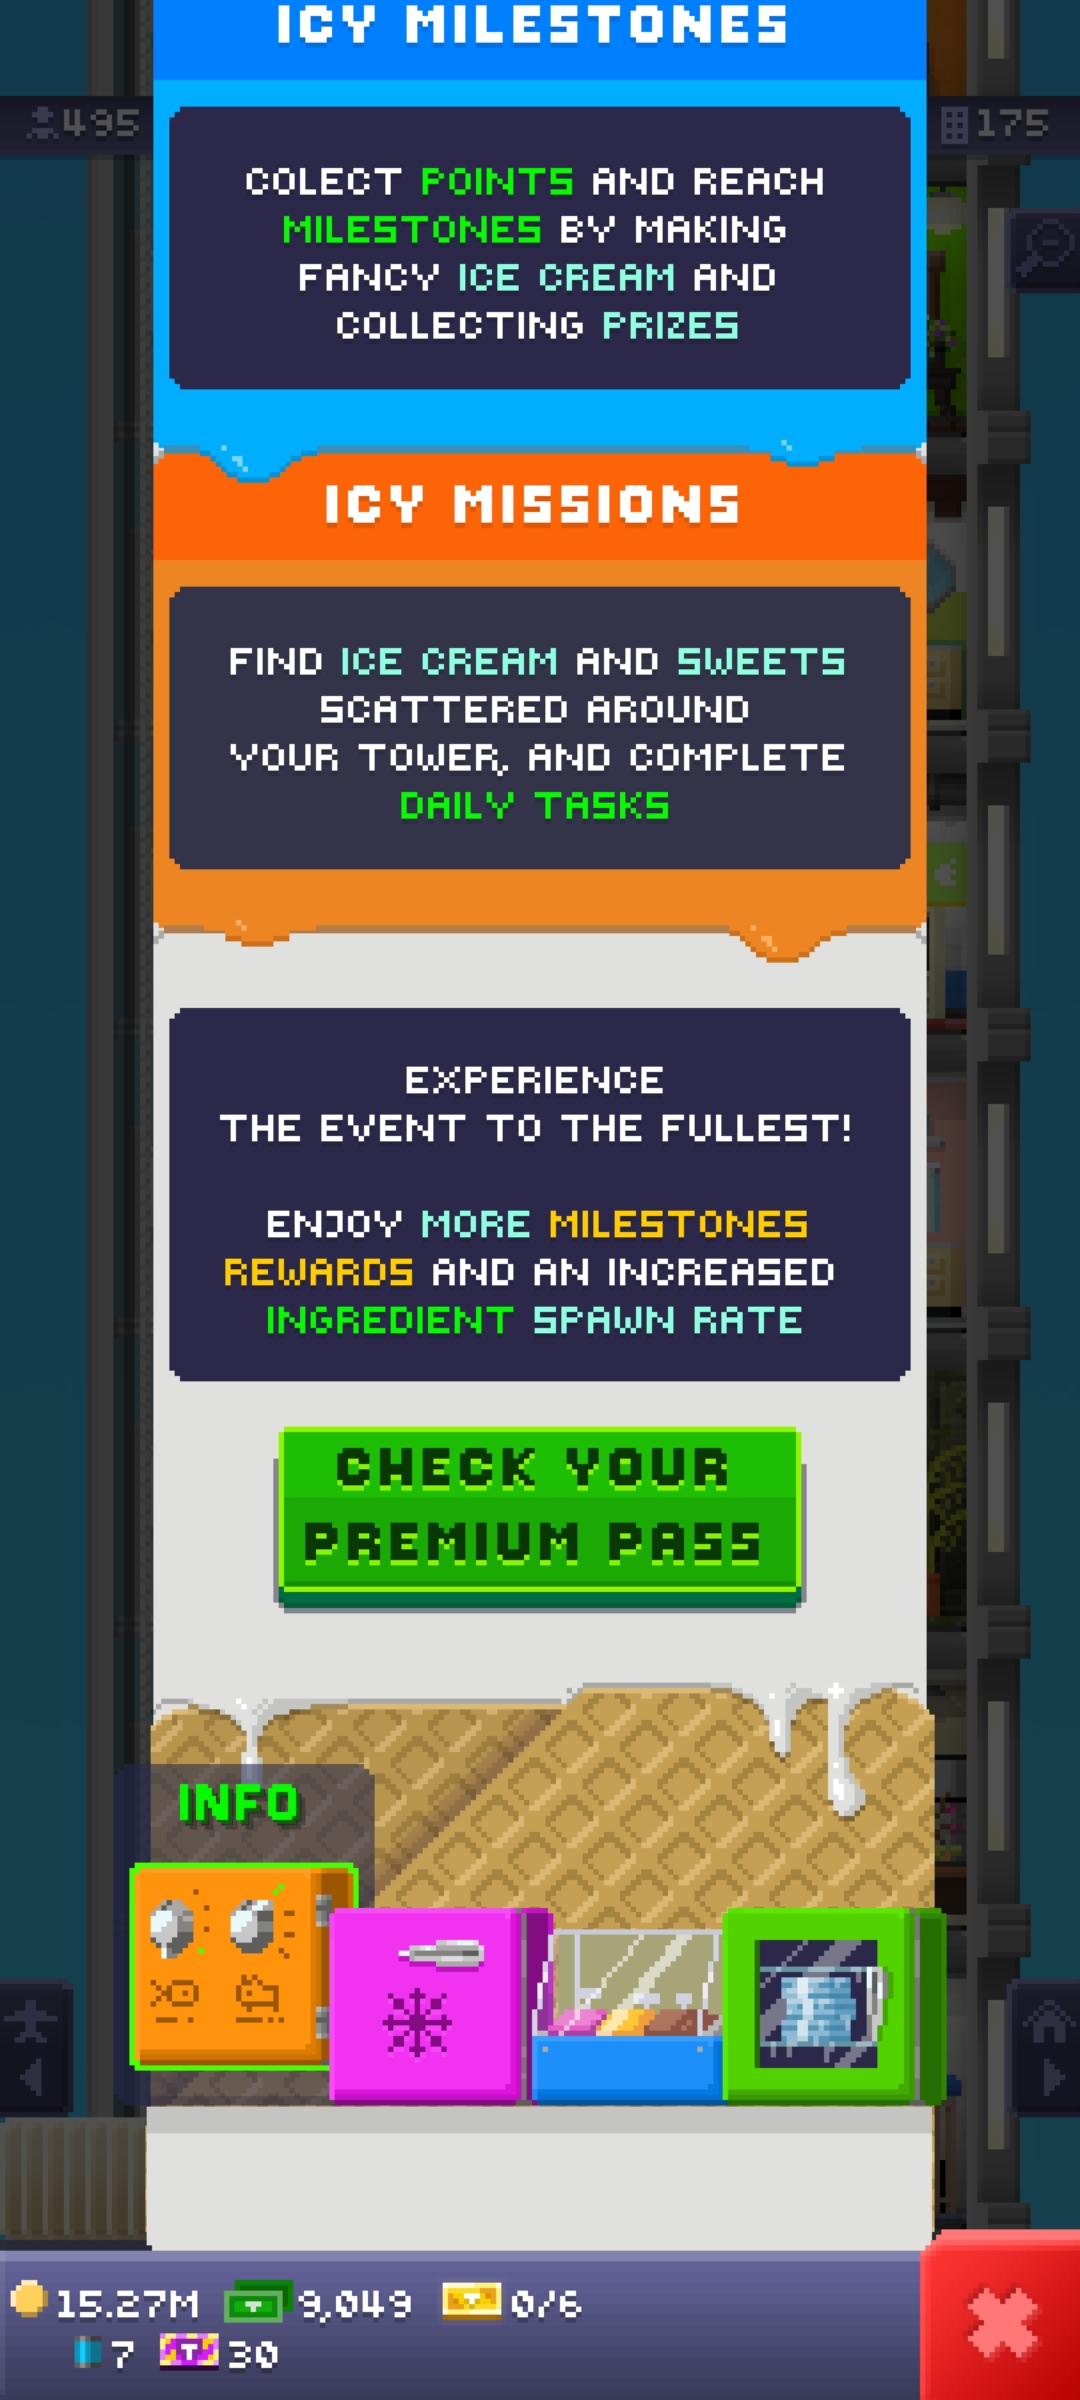 ICY MILESTONES
495
175
COLECT POINTS AND REACH
MILESTONES BY MAKING
FANCY ICE CREAM AND
COLLECTING PRIZES
ICY MISSIONS
FIND ICE CREAM AND SWEETS
SCATTERED AROUND
YOUR TOWER, AND COMPLETE
DAILY TASKS
EXPERIENCE
THE EVENT TO THE FULLEST!
ENJOY MORE MILESTONES
REWARDS AND AN INCREASED
INGREDIENT SPAWN RATE
CHECK YOUR
PREMIUM PASS
INFO
15.27M 9,049 0/6
7 T 30